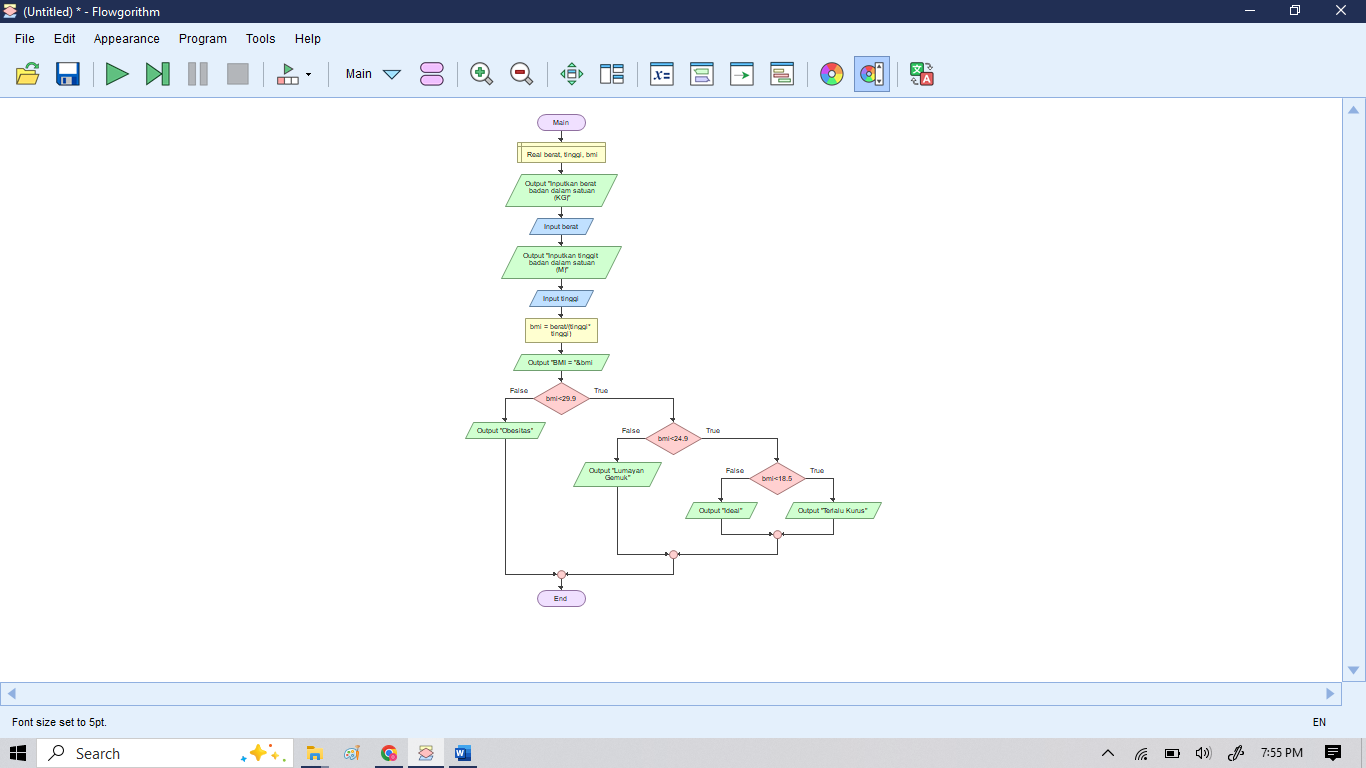 (Untitled) * - Flowgorithm
File Edit Appearance Program Tools Help
Main
Main
Real berat, tinggi, bmi
Output "Inputkan berat
badan dalam satuan
(KG)"
Input berat
Output "Inputkan tinggit
badan dalam satuan
(M)"
Input tinggi
bmi = berat/(tinggi*
tinggi)
Output "BMI = "&bmi
False
bmi<29.9
True
Output "Obesitas"
False
bmi<24.9
True
Output "Lumayan
Gemuk"
False
bmi<18.5
True
Output "Ideal"
Output "Terlalu Kurus"
End
Font size set to 5pt.
EN
Search
7:55 PM